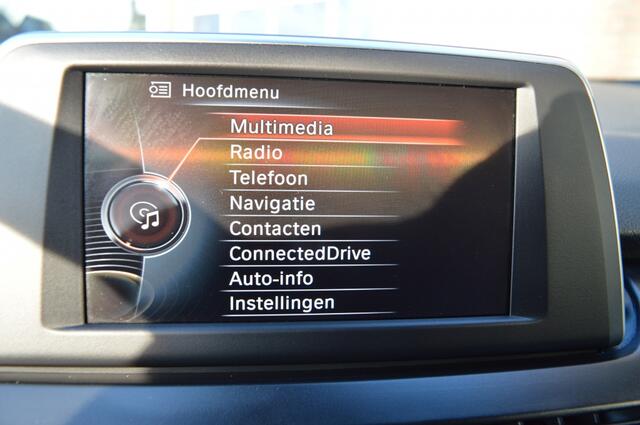 Hoofdmenu
Multimedia
Radio
Telefoon
Navigatie
Contacten
ConnectedDrive
Auto-info
Instellingen